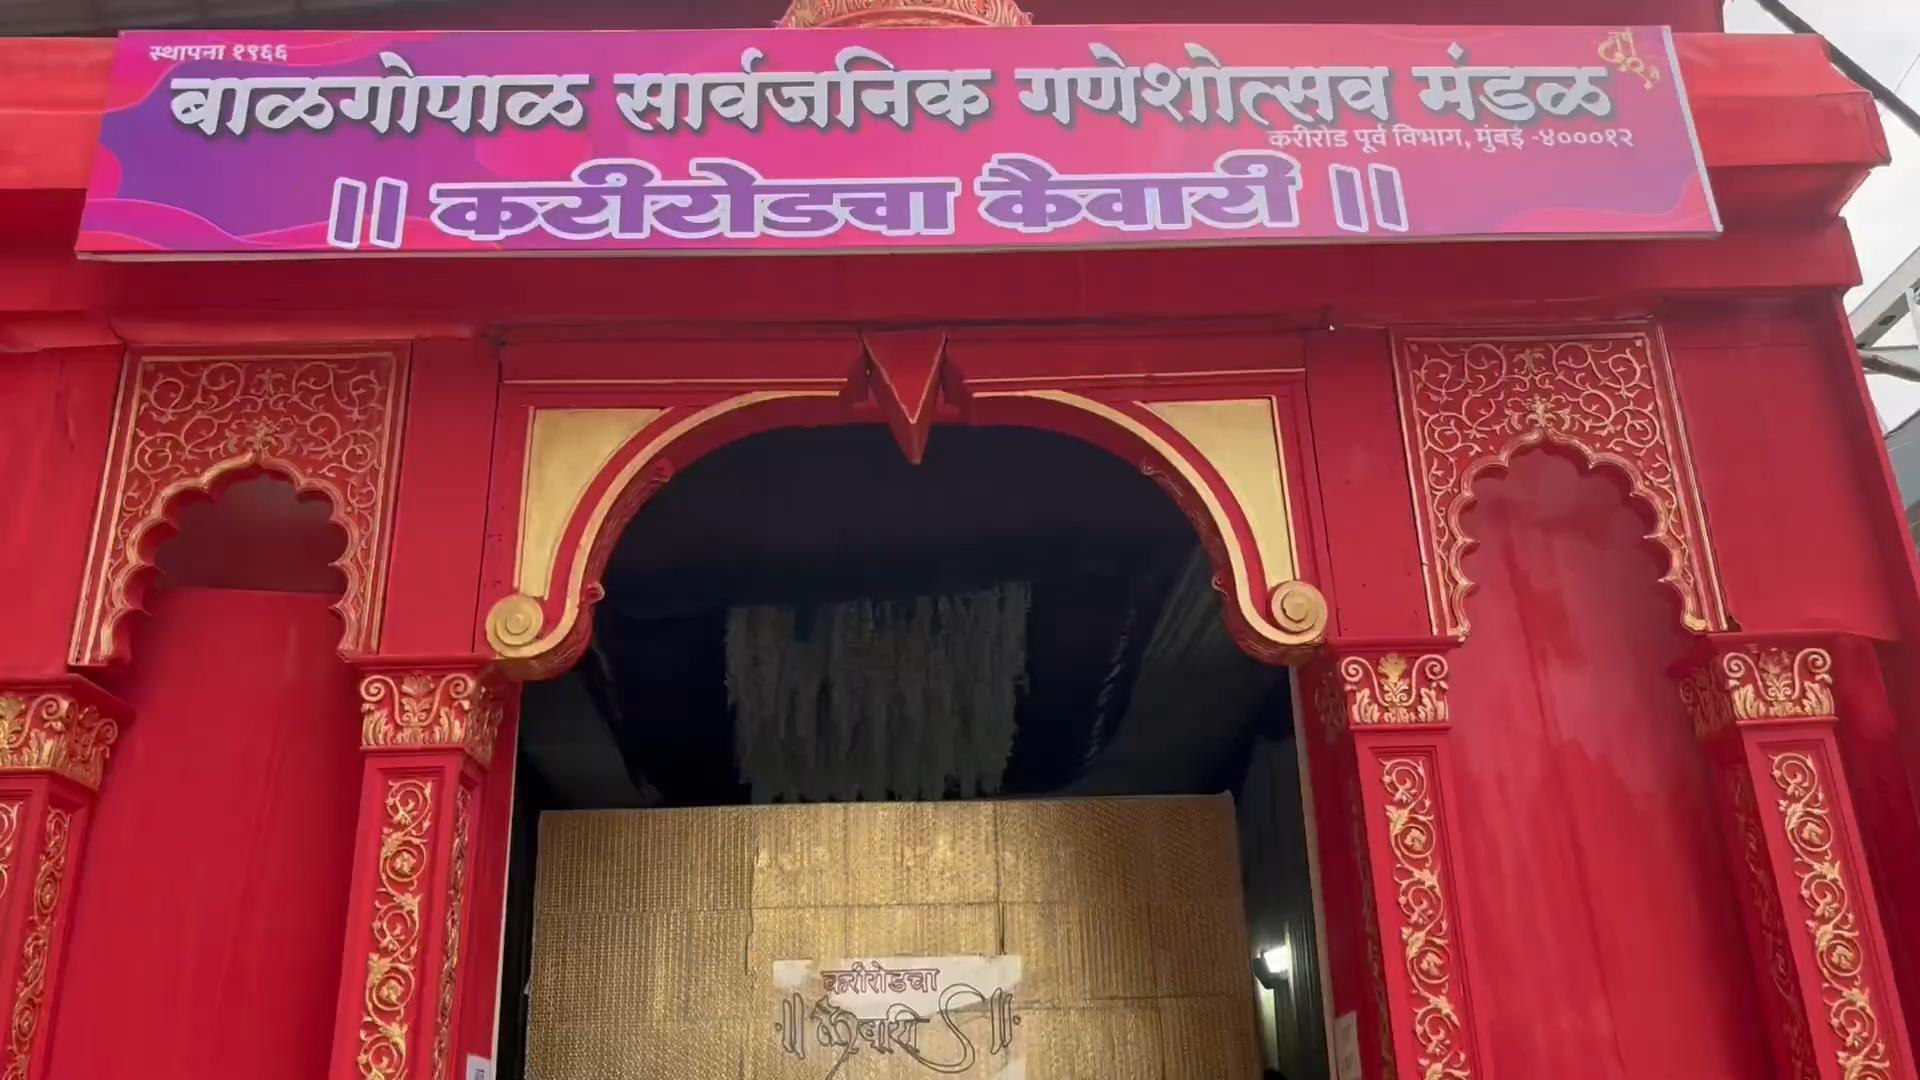 स्थापना १९६६
बाळगोपाळ सार्वजनिक गणेशोत्सव मंडळ
करीरोड पूर्व विभाग, मुंबई -४०००१२
|| करीरोडचा कैवारी ||
करीरोडचा
||कैवारी||